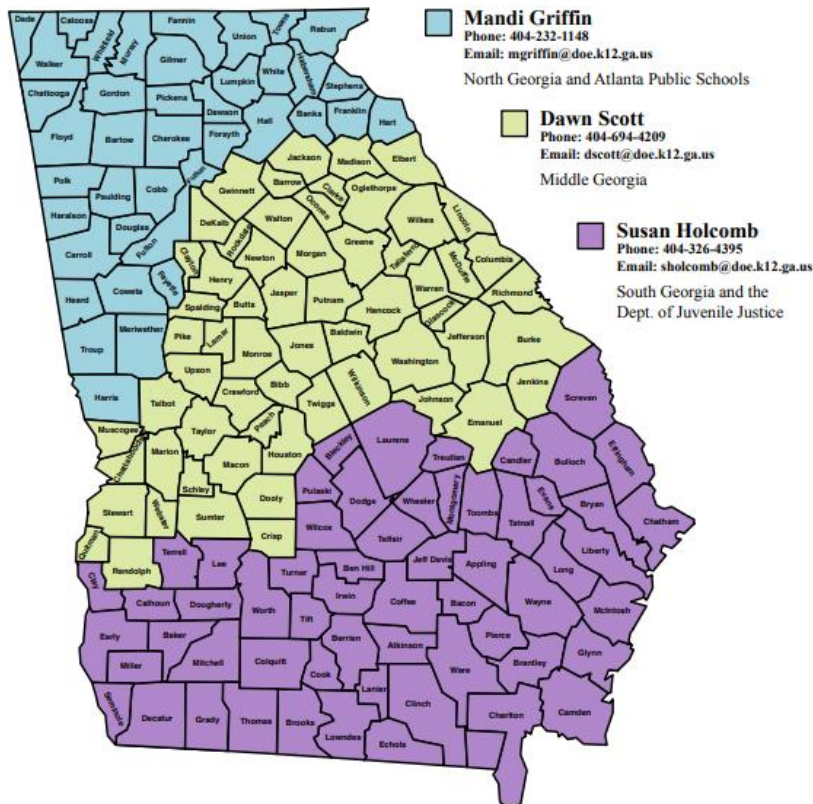 Mandi Griffin
Phone: 404-232-1148
Email: mgriffin@doe.k12.ga.us
North Georgia and Atlanta Public Schools
Dawn Scott
Phone: 404-694-4209
Email: dscott@doe.k12.ga.us
Middle Georgia
Susan Holcomb
Phone: 404-326-4395
Email: sholcomb@doe.k12.ga.us
South Georgia and the
Dept. of Juvenile Justice
Dade
Catoosa
Whitfield
Murray
Fannin
Union
Towns
Rabun
Walker
Gilmer
Lumpkin
White
Habersham
Stephens
Chattooga
Gordon
Pickens
Dawson
Hall
Banks
Franklin
Hart
Floyd
Bartow
Cherokee
Forsyth
Fulton
Jackson
Madison
Elbert
Polk
Paulding
Cobb
Gwinnett
Barrow
Clarke
Oglethorpe
Haralson
Douglas
DeKalb
Rockdale
Walton
Oconee
Wilkes
Lincoln
Carroll
Fulton
Clayton
Newton
Morgan
Greene
Taliaferro
McDuffie
Columbia
Heard
Coweta
Fayette
Henry
Spalding
Butts
Jasper
Putnam
Hancock
Warren
Glascock
Richmond
Troup
Meriwether
Pike
Lamar
Monroe
Jones
Baldwin
Washington
Jefferson
Burke
Harris
Upson
Crawford
Bibb
Twiggs
Wilkinson
Johnson
Emanuel
Jenkins
Screven
Talbot
Muscogee
Chattahoochee
Marion
Taylor
Peach
Houston
Macon
Bleckley
Laurens
Treutlen
Candler
Bulloch
Effingham
Stewart
Webster
Schley
Sumter
Dooly
Crisp
Pulaski
Wilcox
Dodge
Wheeler
Montgomery
Toombs
Tatnall
Evans
Bryan
Chatham
Quitman
Randolph
Terrell
Lee
Telfair
Jeff Davis
Appling
Long
Liberty
Clay
Calhoun
Dougherty
Worth
Turner
Ben Hill
Irwin
Tift
Coffee
Bacon
Wayne
McIntosh
Early
Baker
Miller
Mitchell
Colquitt
Berrien
Cook
Atkinson
Ware
Pierce
Brantley
Glynn
Seminole
Decatur
Grady
Thomas
Brooks
Lanier
Lowndes
Clinch
Echols
Charlton
Camden